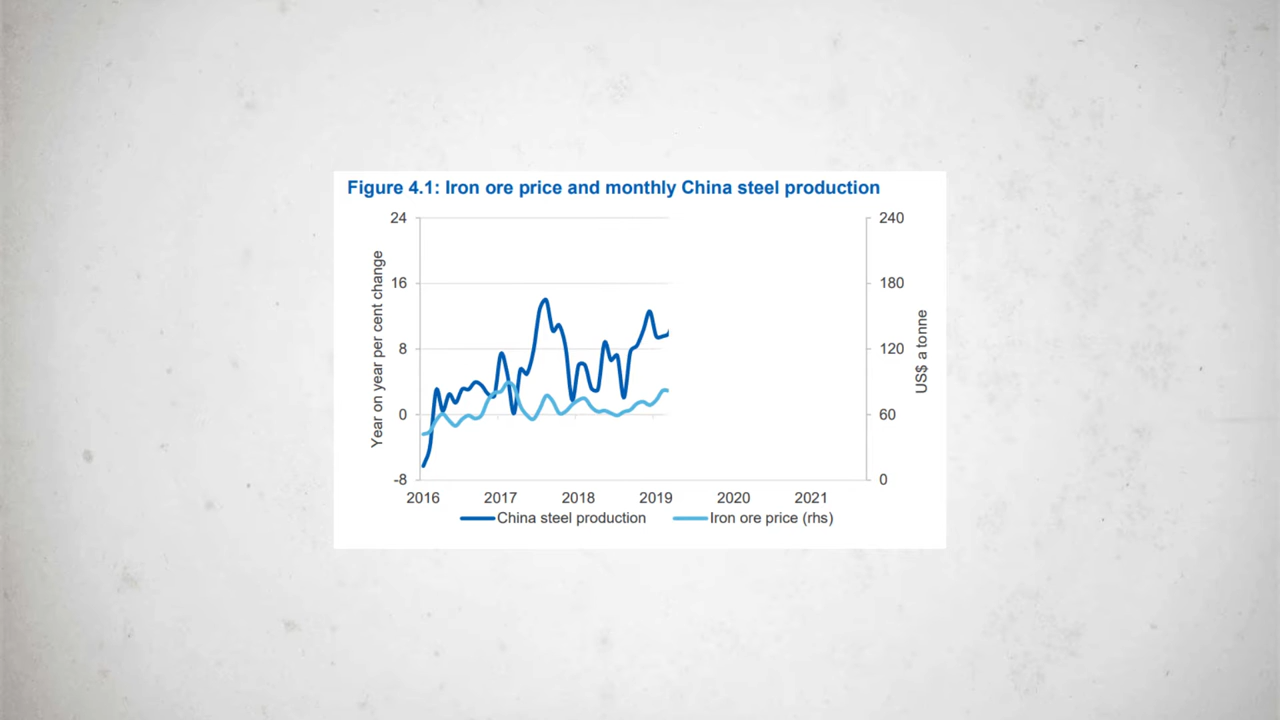 Figure 4.1: Iron ore price and monthly China steel production
24
16
8
0
-8
Year on year per cent change
240
180
120
60
0
US$ a tonne
2016 2017 2018 2019 2020 2021
China steel production Iron ore price (rhs)